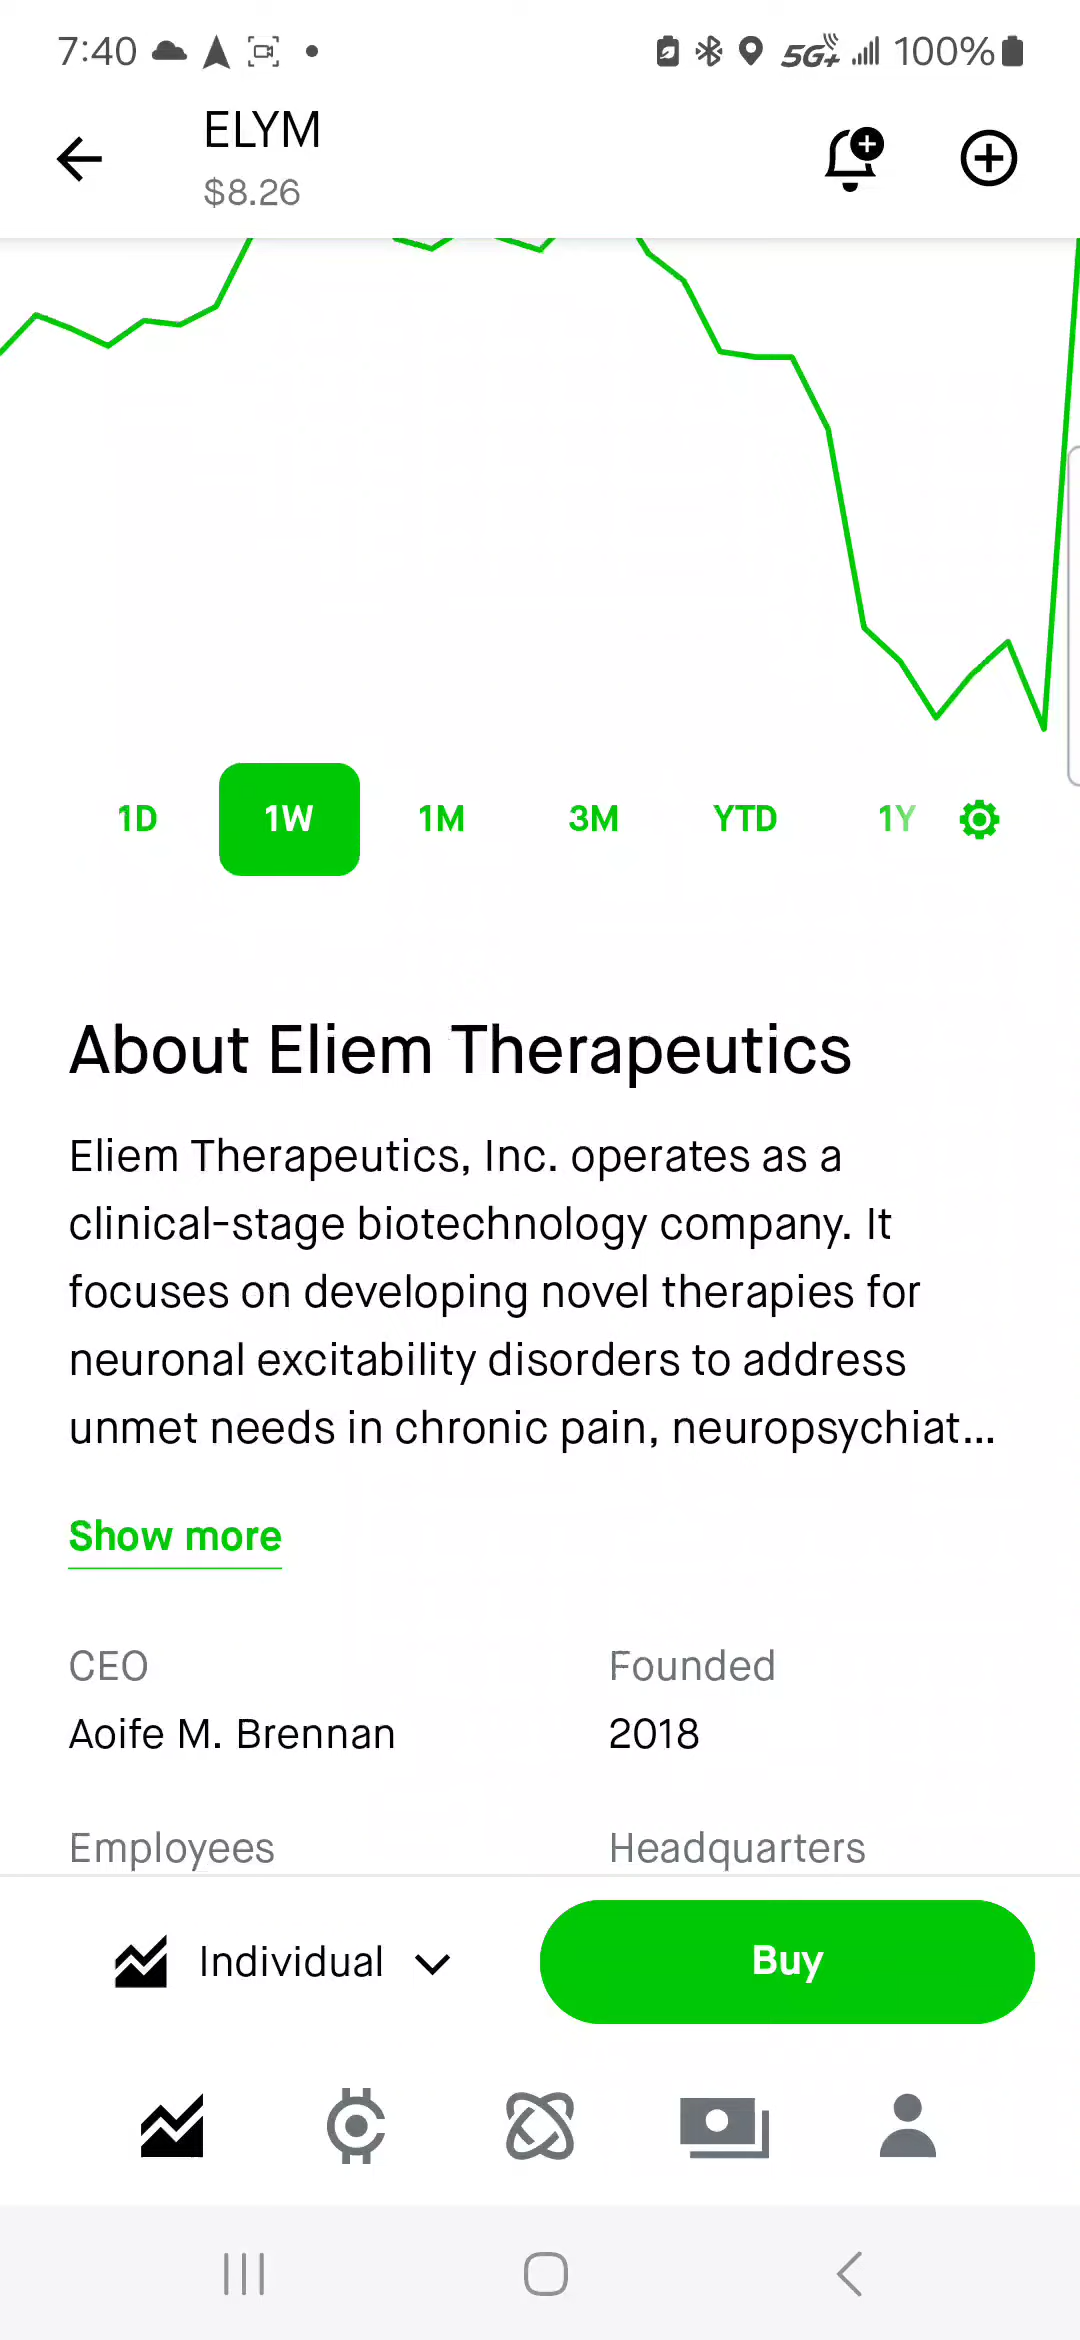 7:40
5G+ 100%
ELYM
$8.26
1D 1W 1M 3M YTD 1Y
About Eliem Therapeutics
Eliem Therapeutics, Inc. operates as a
clinical-stage biotechnology company. It
focuses on developing novel therapies for
neuronal excitability disorders to address
unmet needs in chronic pain, neuropsychiat...
Show more
CEO
Aoife M. Brennan
Founded
2018
Employees
Headquarters
Individual
Buy